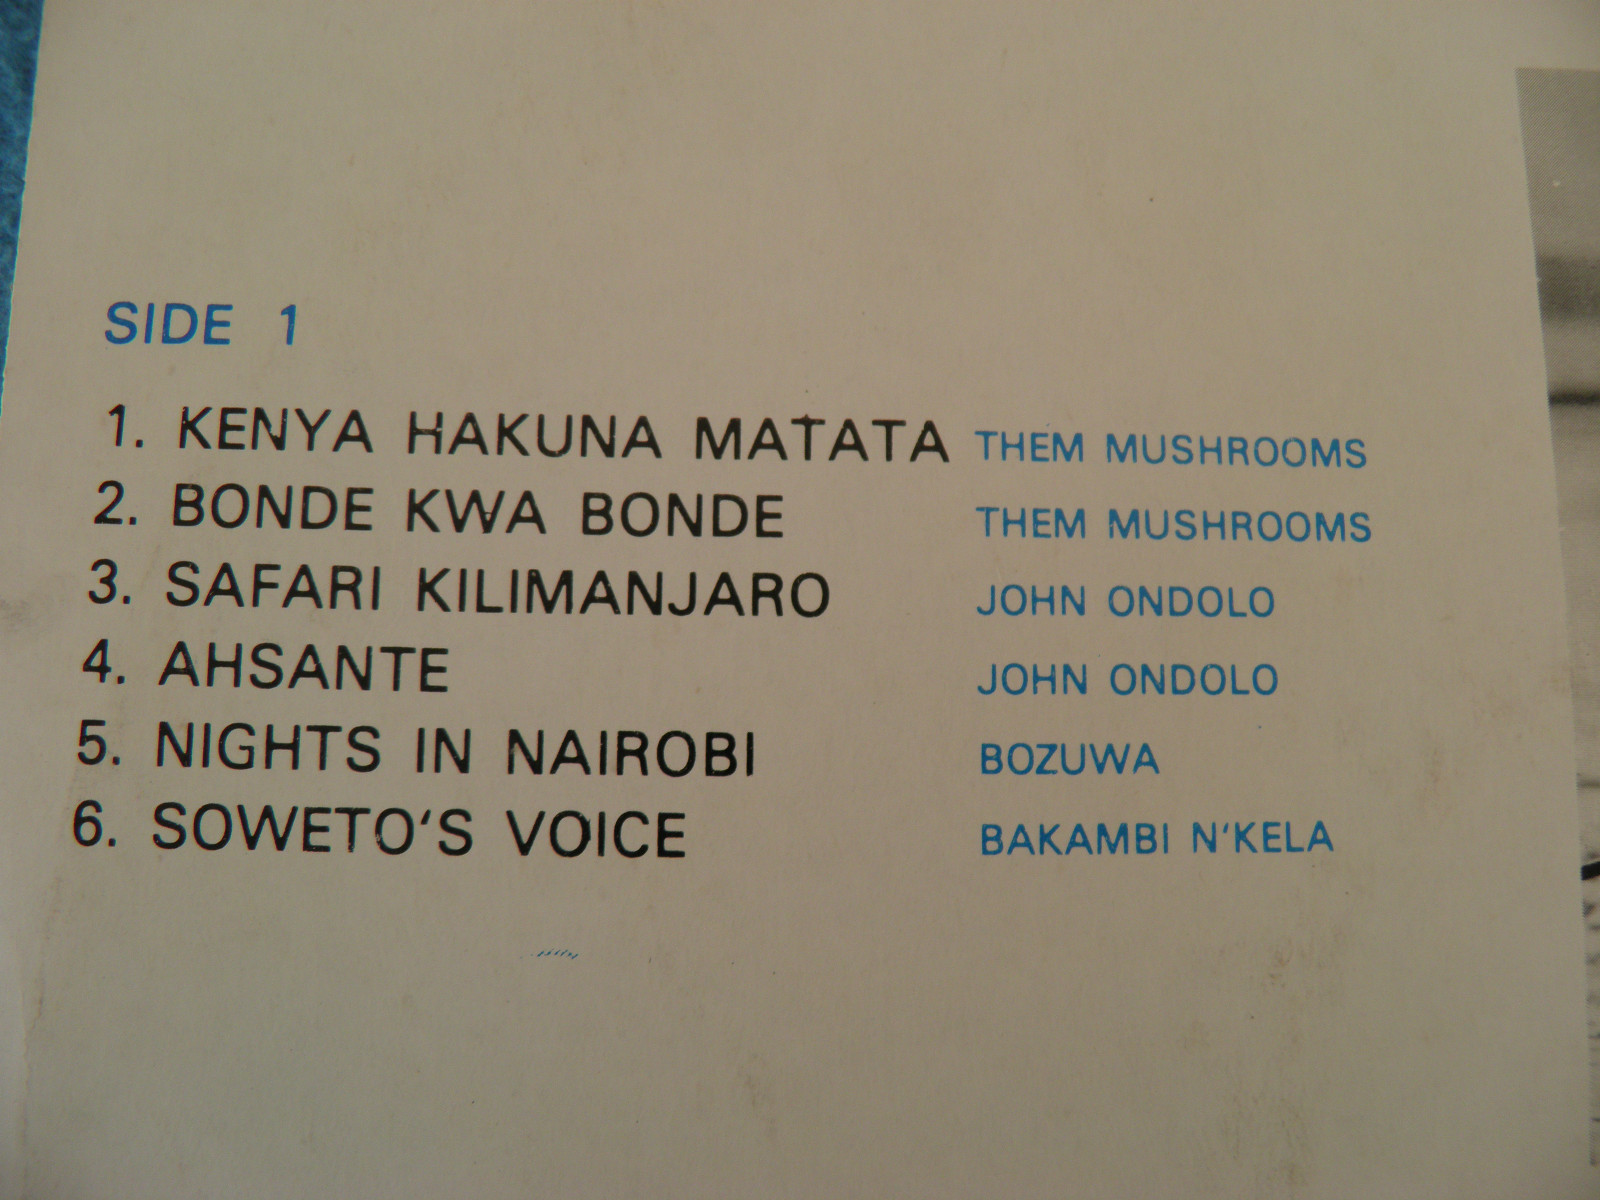 SIDE 1
1. KENYA HAKUNA MATATA THEM MUSHROOMS
2. BONDE KWA BONDE THEM MUSHROOMS
3. SAFARI KILIMANJARO JOHN ONDOLO
4. AHSANTE JOHN ONDOLO
5. NIGHTS IN NAIROBI BOZUWA
6. SOWETO'S VOICE BAKAMBI N'KELA